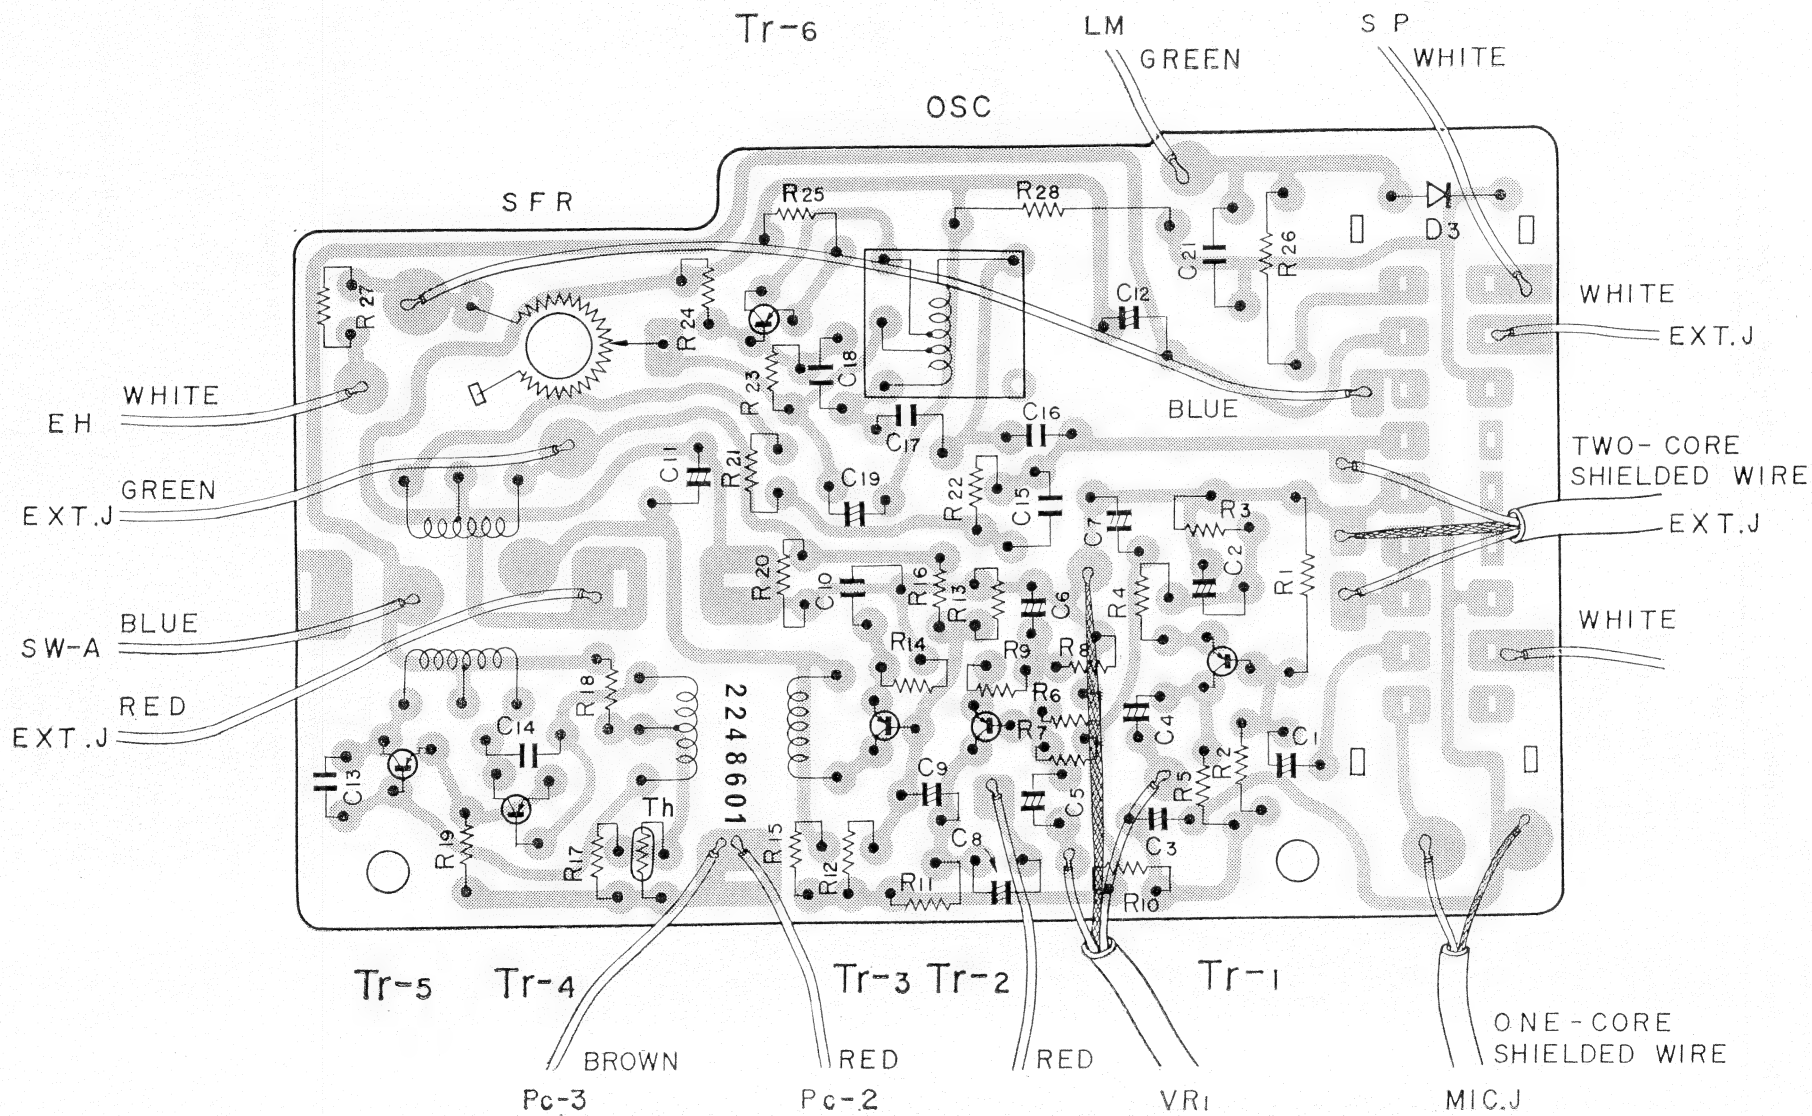 Tr-6
LM
GREEN
S P
WHITE
OSC
SFR
R25
R28
D3
C21
R26
R27
R24
C12
WHITE
EXT.J
R23
C18
BLUE
WHITE
EH
C17
C16
TWO-CORE
SHIELDED WIRE
EXT.J
GREEN
EXT.J
C11
R21
C19
R22
C15
C7
R3
C2
R1
R20
C10
R16
R13
C6
R4
BLUE
SW-A
WHITE
R14
R9
R8
R18
RED
EXT.J
C14
2248601
R6
R7
C4
C1
C13
C9
C5
R5
R2
R19
R17
Th
R15
R12
C8
C3
R11
R10
Tr-5
Tr-4
Tr-3
Tr-2
Tr-1
BROWN
Pc-3
RED
Pc-2
RED
VR1
ONE-CORE
SHIELDED WIRE
MIC.J